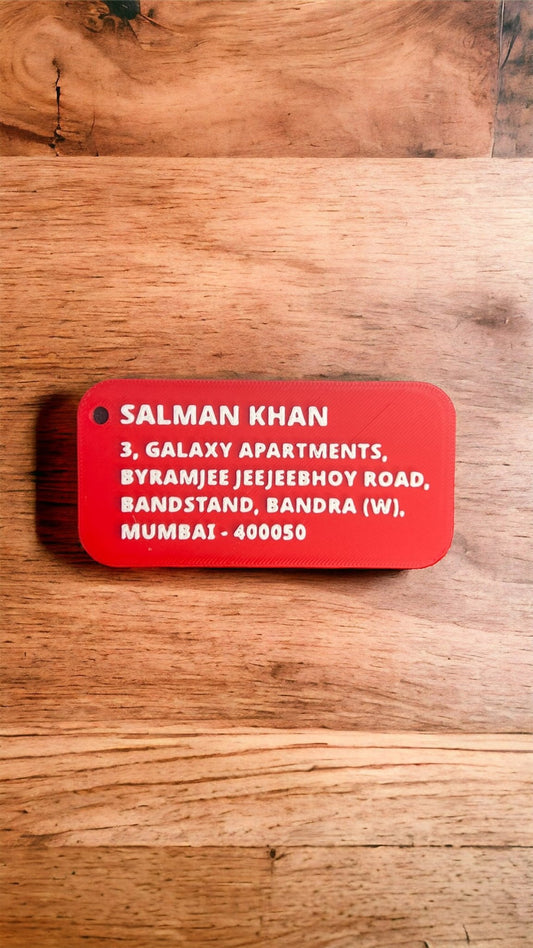 SALMAN KHAN
3, GALAXY APARTMENTS,
BYRAMJEE JEEJEEBHOY ROAD,
BANDSTAND, BANDRA (W),
MUMBAI - 400050